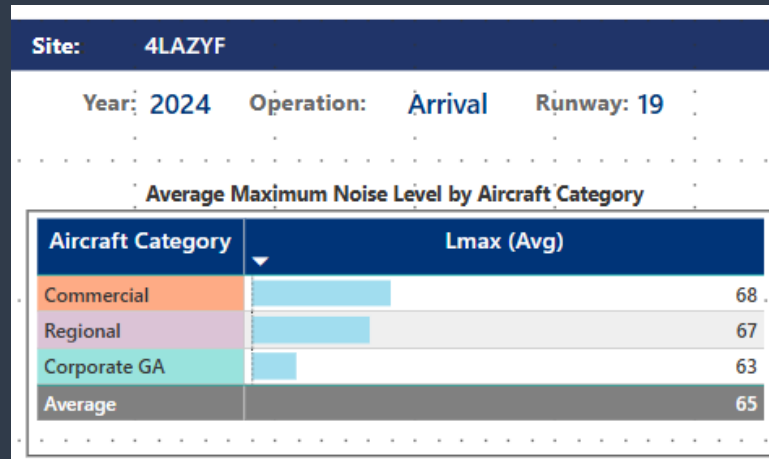 Site: 4LAZYF
Year: 2024 Operation: Arrival Runway: 19
Average Maximum Noise Level by Aircraft Category
Aircraft Category Lmax (Avg)
Commercial 68
Regional 67
Corporate GA 63
Average 65